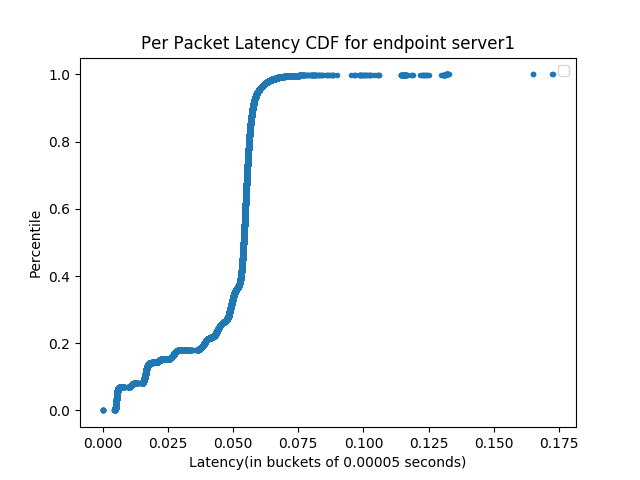 Per Packet Latency CDF for endpoint server1
1.0
0.8
0.6
0.4
0.2
0.0
Percentile
0.000 0.025 0.050 0.075 0.100 0.125 0.150 0.175
Latency(in buckets of 0.00005 seconds)